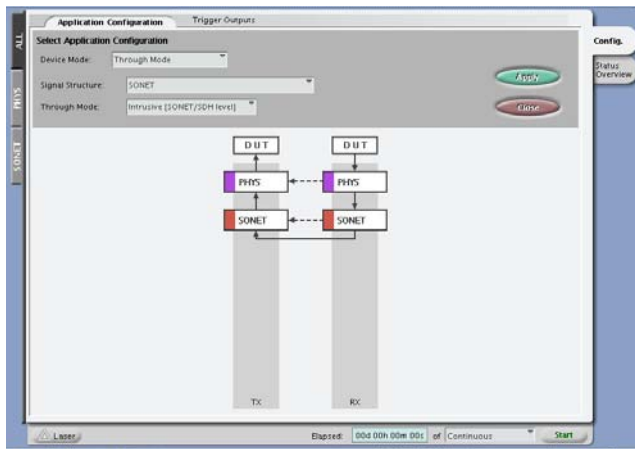 Application Configuration
Trigger Outputs
ALL
PHYS
SONET
Config.
Status
Overview
Select Application Configuration
Device Mode: Through Mode
Signal Structure: SONET
Through Mode: Intrusive [SONET/SDH level]
Apply
Close
DUT DUT
PHYS PHYS
SONET SONET
TX RX
Laser
Elapsed: 00d 00h 00m 00s of Continuous
Start